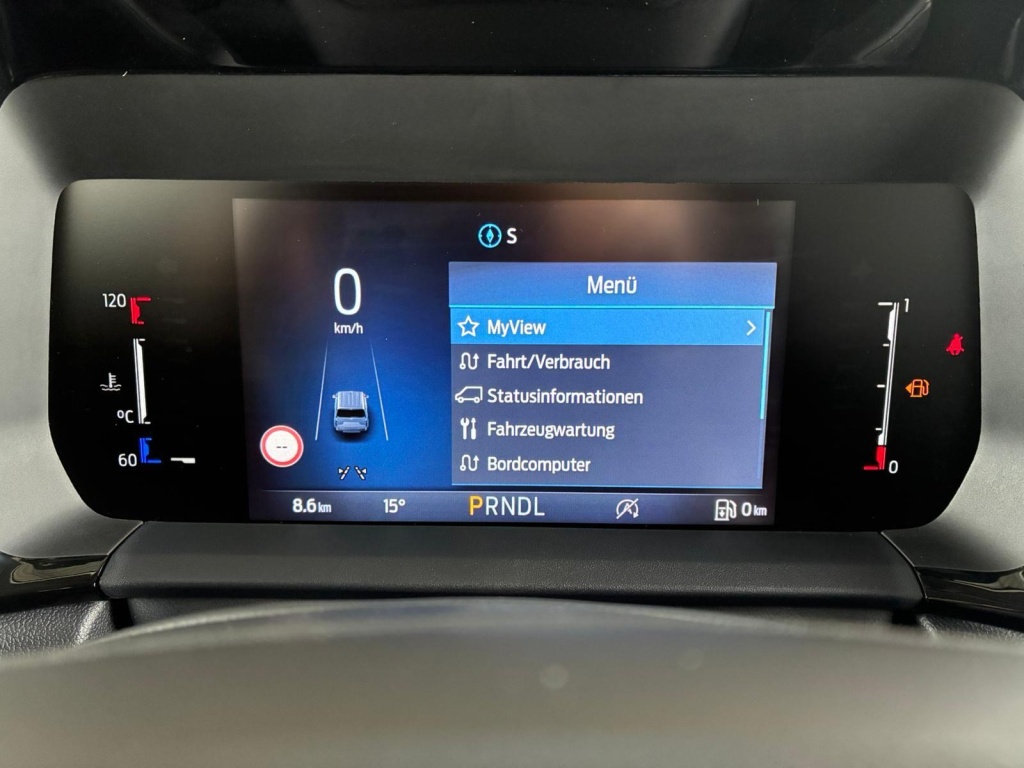 S
0
km/h
Menü
MyView
Fahrt/Verbrauch
Statusinformationen
Fahrzeugwartung
Bordcomputer
120
°C
60
1
0
--
8.6 km
15°
PRNDL
A
0 km